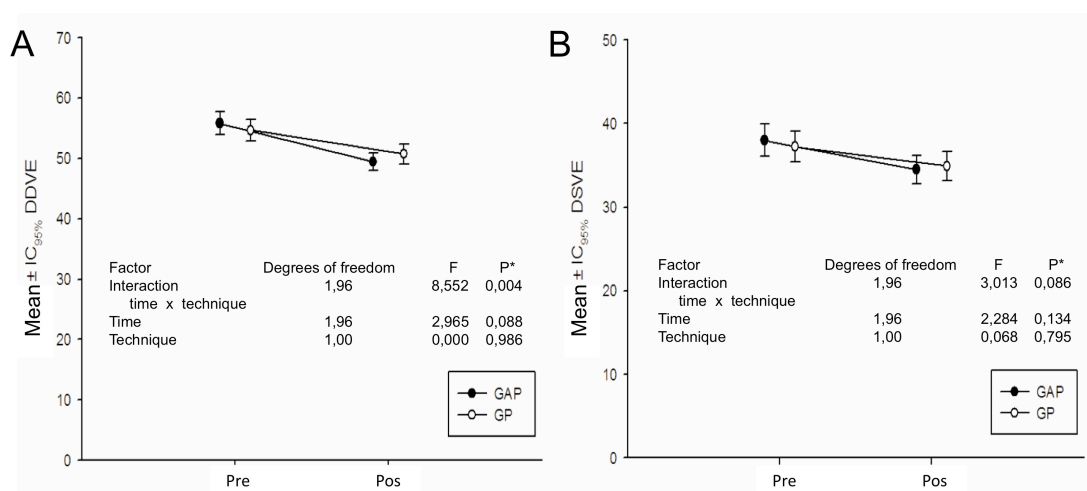 A
70
60
50
40
30
20
10
0
Mean ± IC95% DDVE
Factor Degrees of freedom F P*
Interaction 1,96 8,552 0,004
time x technique
Time 1,96 2,965 0,088
Technique 1,00 0,000 0,986
GAP
GP
Pre Pos
B
50
40
30
20
10
0
Mean ± IC95% DSVE
Factor Degrees of freedom F P*
Interaction 1,96 3,013 0,086
time x technique
Time 1,96 2,284 0,134
Technique 1,00 0,068 0,795
GAP
GP
Pre Pos